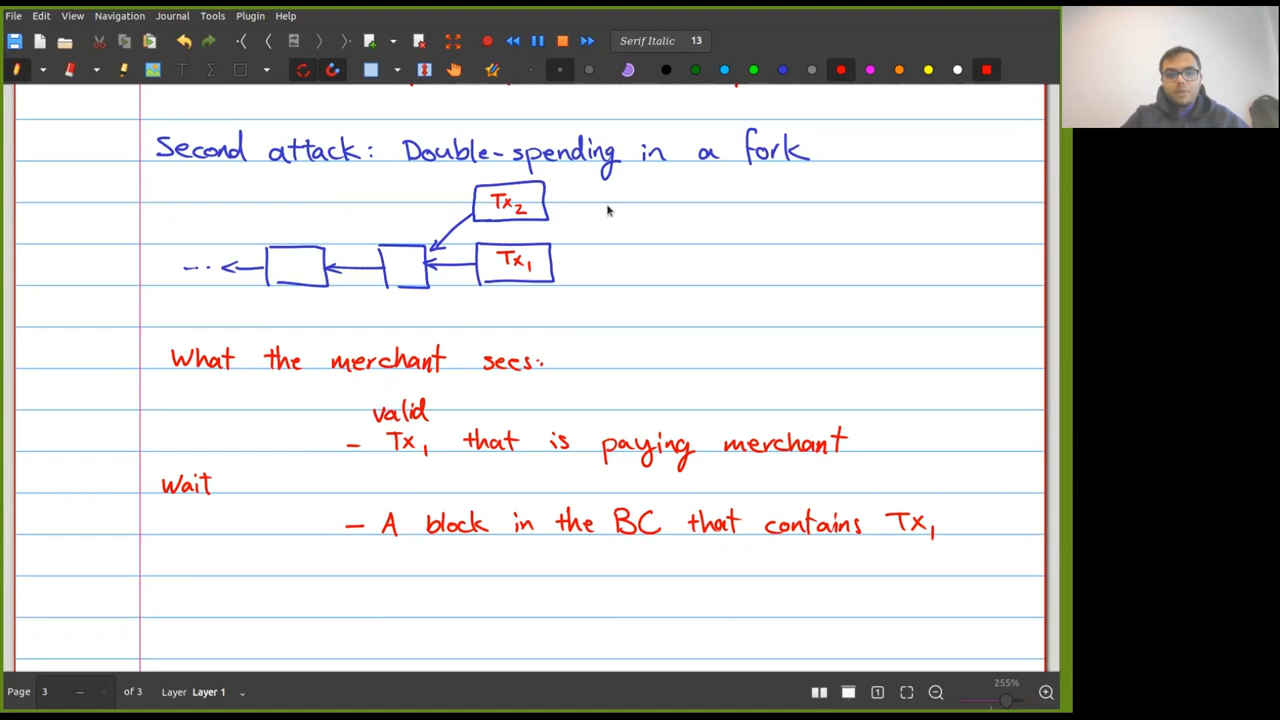 File Edit View Navigation Journal Tools Plugin Help
Serif Italic 13
Second attack: Double-spending in a fork
Tx2
... Tx1
What the merchant sees:
valid
- Tx1 that is paying merchant
Wait
- A block in the BC that contains Tx1
Page 3 of 3 Layer Layer 1 255%